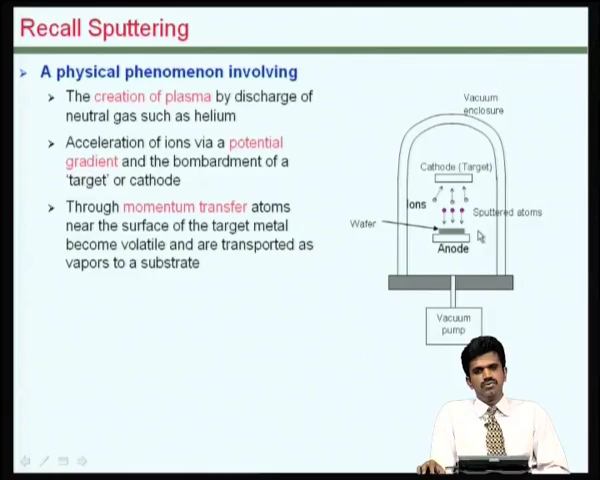 Recall Sputtering
A physical phenomenon involving
The creation of plasma by discharge of
neutral gas such as helium
Acceleration of ions via a potential
gradient and the bombardment of a
'target' or cathode
Through momentum transfer atoms
near the surface of the target metal
become volatile and are transported as
vapors to a substrate
Vacuum
enclosure
Cathode (Target)
Ions
Sputtered atoms
Wafer
Anode
Vacuum
pump